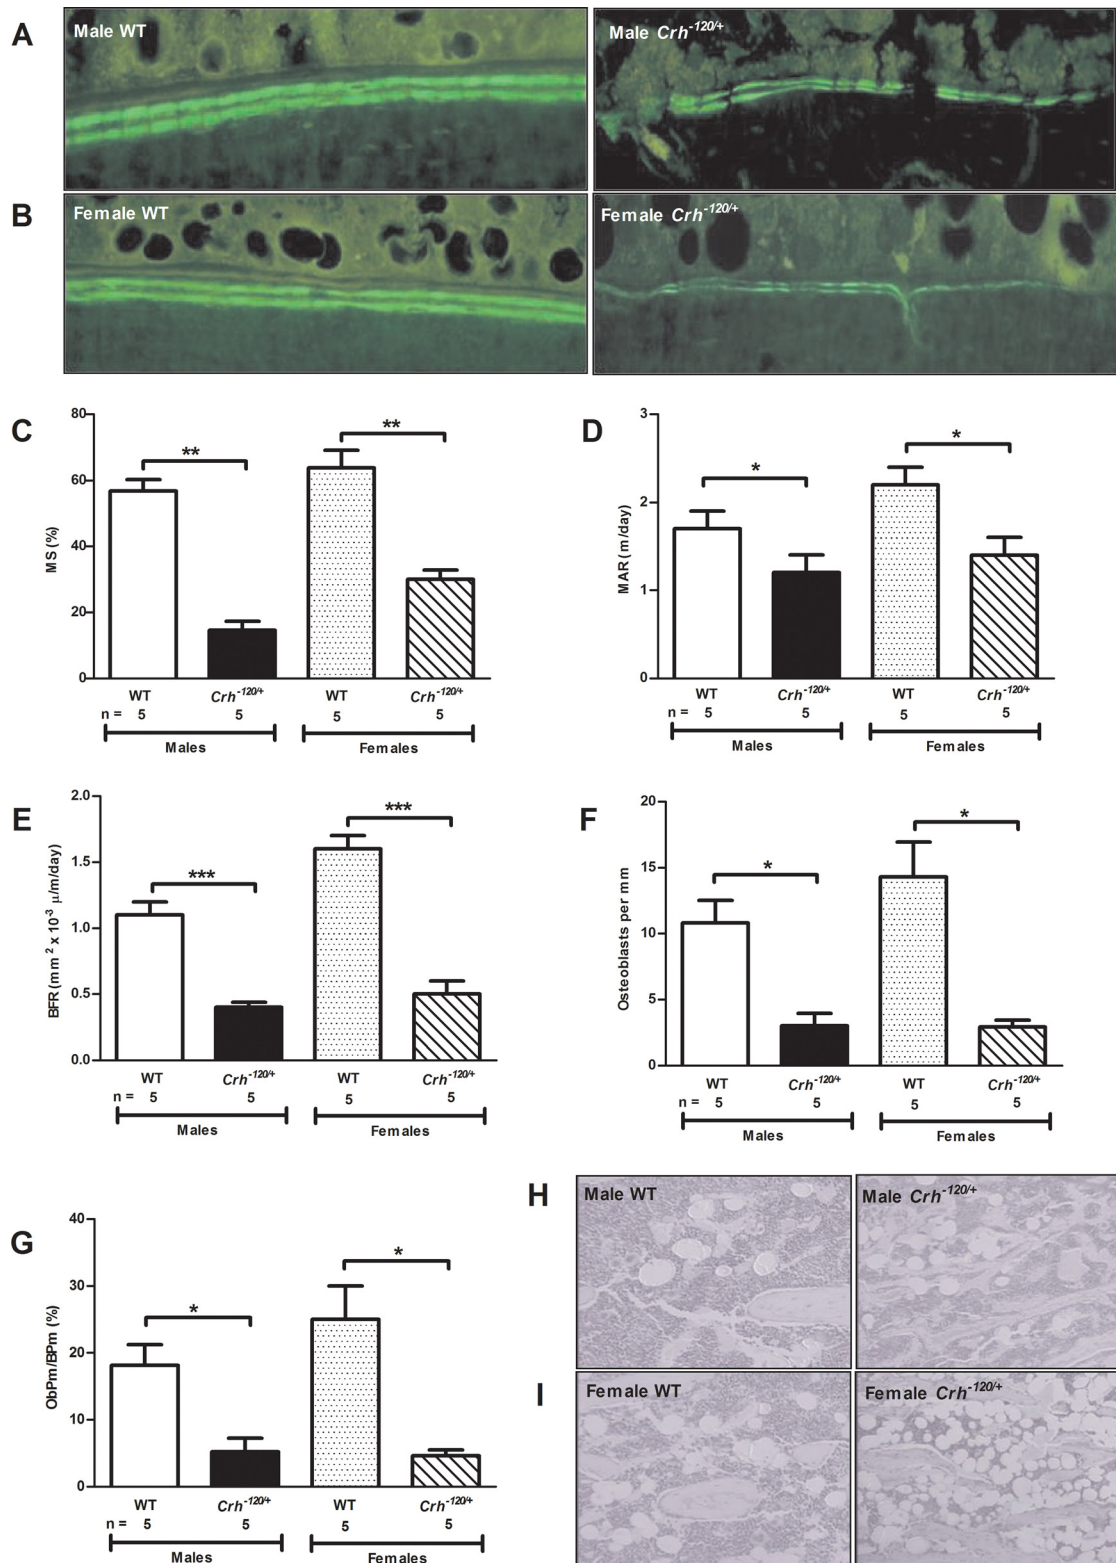 A
Male WT
Male Crh-120/+
B
Female WT
Female Crh-120/+
C
MS (%)
80
60
40
20
0
**
**
WT Crh-120/+ WT Crh-120/+
n = 5 5 5 5
Males Females
D
MAR ( m/day)
3
2
1
0
*
*
WT Crh-120/+ WT Crh-120/+
n = 5 5 5 5
Males Females
E
BFR (mm2 x 10-3 μ/m/day)
2.0
1.5
1.0
0.5
0.0
***
***
WT Crh-120/+ WT Crh-120/+
n = 5 5 5 5
Males Females
F
Osteoblasts per mm
20
15
10
5
0
*
*
WT Crh-120/+ WT Crh-120/+
n = 5 5 5 5
Males Females
G
ObPm/BPm (%)
40
30
20
10
0
*
*
WT Crh-120/+ WT Crh-120/+
n = 5 5 5 5
Males Females
H
Male WT
Male Crh-120/+
I
Female WT
Female Crh-120/+